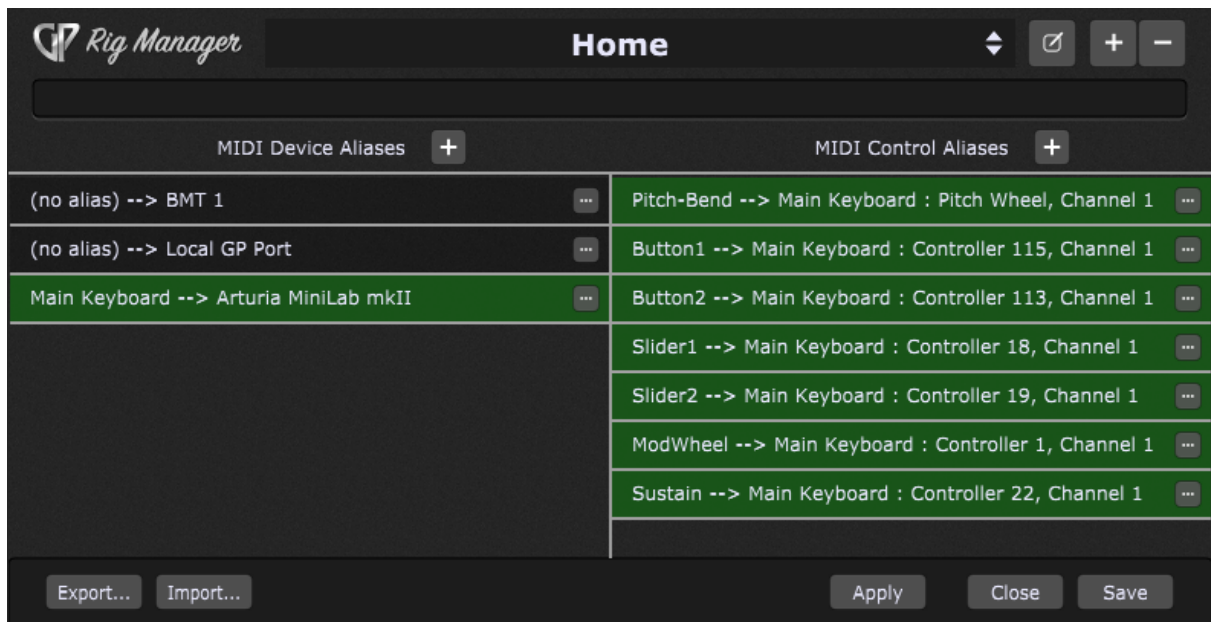 GP Rig Manager
Home
+ −
MIDI Device Aliases +
MIDI Control Aliases +
(no alias) --> BMT 1 ...
Pitch-Bend --> Main Keyboard : Pitch Wheel, Channel 1 ...
(no alias) --> Local GP Port ...
Button1 --> Main Keyboard : Controller 115, Channel 1 ...
Main Keyboard --> Arturia MiniLab mkII ...
Button2 --> Main Keyboard : Controller 113, Channel 1 ...
Slider1 --> Main Keyboard : Controller 18, Channel 1 ...
Slider2 --> Main Keyboard : Controller 19, Channel 1 ...
ModWheel --> Main Keyboard : Controller 1, Channel 1 ...
Sustain --> Main Keyboard : Controller 22, Channel 1 ...
Export... Import... Apply Close Save